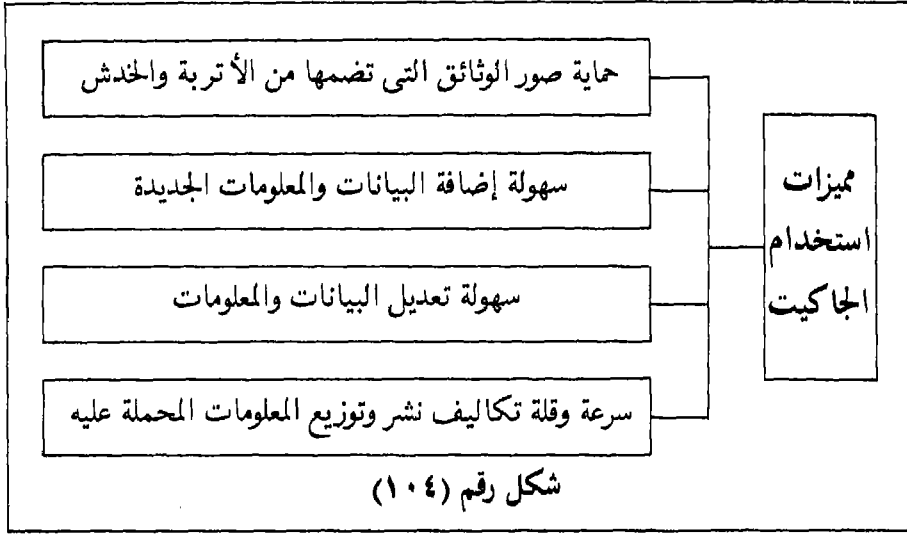 مميزات
استخدام
الجاكيت
حماية صور الوثائق التى تضمها من الأتربة والخدش
سهولة إضافة البيانات والمعلومات الجديدة
سهولة تعديل البيانات والمعلومات
سرعة وقلة تكاليف نشر وتوزيع المعلومات المحملة عليه
شكل رقم (١٠٤)